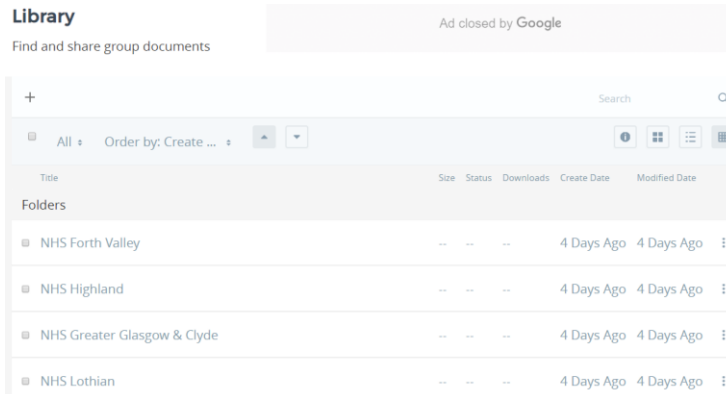 Library
Ad closed by Google
Find and share group documents
+
Search
All
Order by: Create ...
Title Size Status Downloads Create Date Modified Date
Folders
NHS Forth Valley -- -- -- 4 Days Ago 4 Days Ago
NHS Highland -- -- -- 4 Days Ago 4 Days Ago
NHS Greater Glasgow & Clyde -- -- -- 4 Days Ago 4 Days Ago
NHS Lothian -- -- -- 4 Days Ago 4 Days Ago